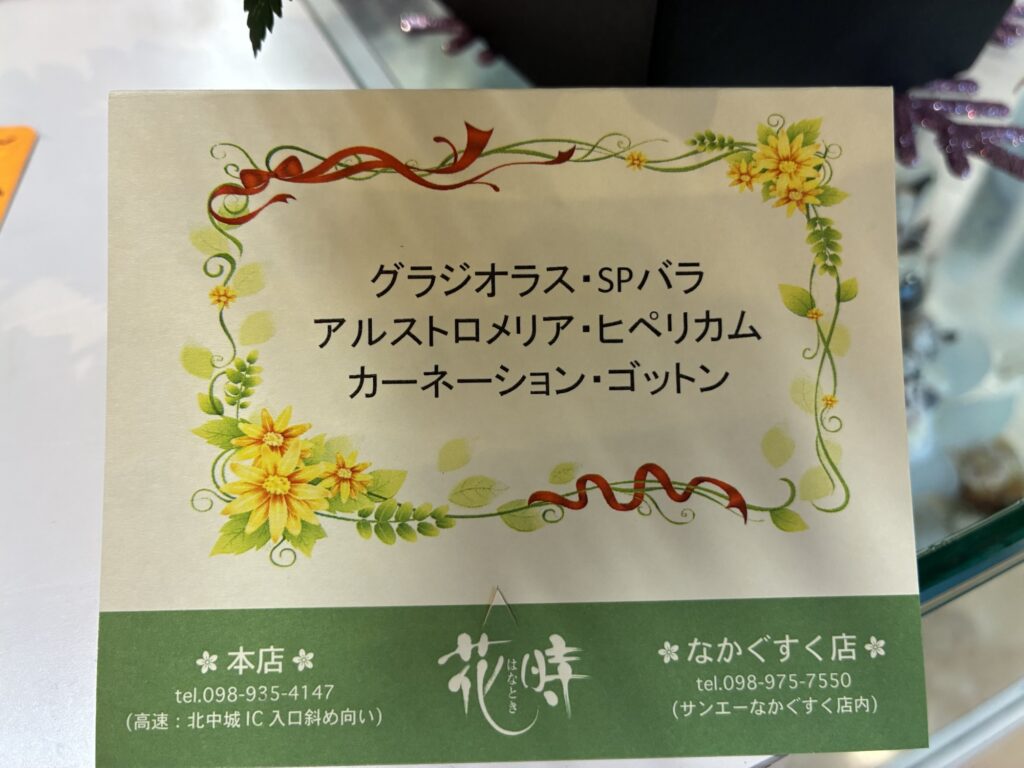 グラジオラス・SPバラ
アルストロメリア・ヒペリカム
カーネーション・ゴットン
本店
tel.098-935-4147
(高速：北中城IC入口斜め向い)
花時
はなとき
なかぐすく店
tel.098-975-7550
(サンエーなかぐすく店内)